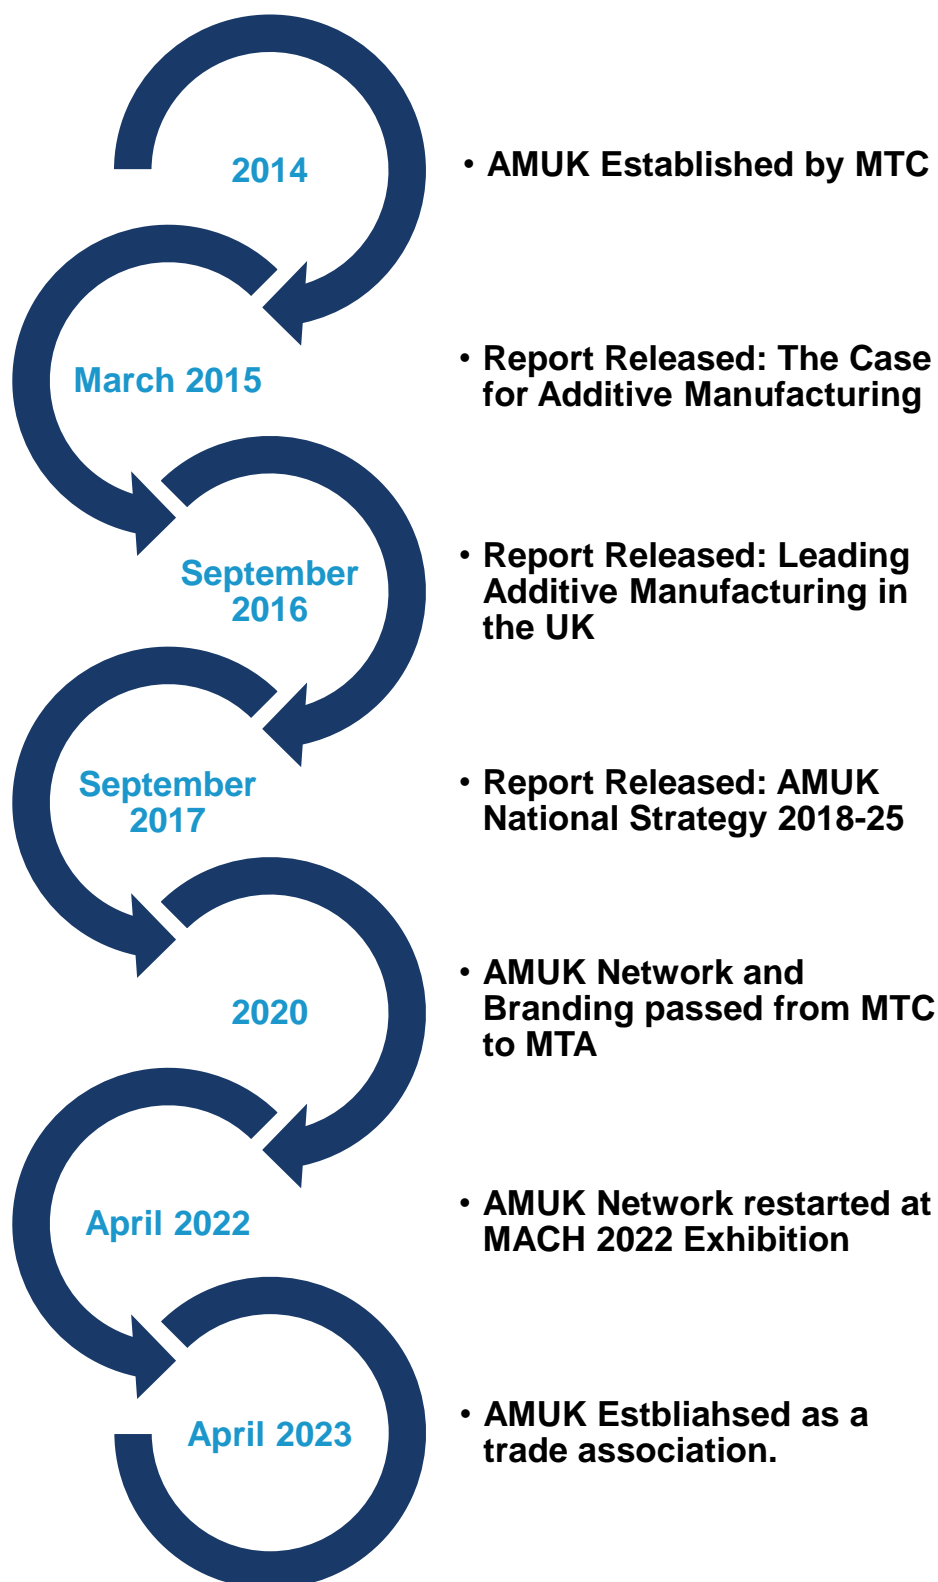 2014
• AMUK Established by MTC
March 2015
• Report Released: The Case
for Additive Manufacturing
September
2016
• Report Released: Leading
Additive Manufacturing in
the UK
September
2017
• Report Released: AMUK
National Strategy 2018-25
2020
• AMUK Network and
Branding passed from MTC
to MTA
April 2022
• AMUK Network restarted at
MACH 2022 Exhibition
April 2023
• AMUK Estbliahsed as a
trade association.